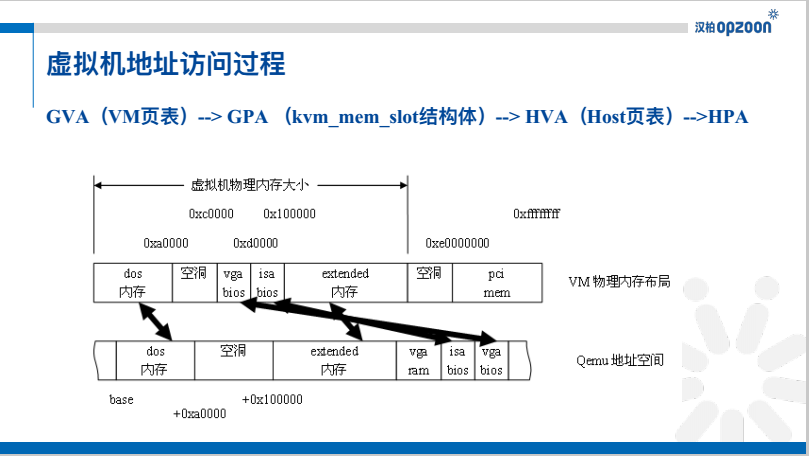 汉柏opzoon
虚拟机地址访问过程
GVA（VM页表）--> GPA （kvm_mem_slot结构体）--> HVA（Host页表）-->HPA
虚拟机物理内存大小
0xc0000 0x100000 0xffffffff
0xa0000 0xd0000 0xe0000000
dos 空洞 vga isa extended 空洞 pci
内存 bios bios 内存 mem
VM 物理内存布局
dos 空洞 extended vga isa vga
内存 内存 ram bios bios
Qemu 地址空间
base +0x100000
+0xa0000